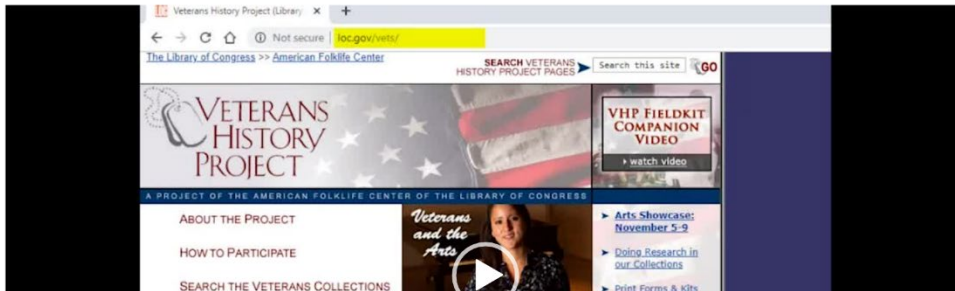 Veterans History Project (Library
Not secure | loc.gov/vets/
The Library of Congress >> American Folklife Center
SEARCH VETERANS
HISTORY PROJECT PAGES
Search this site
GO
VETERANS
HISTORY
PROJECT
VHP FIELDKIT
COMPANION
VIDEO
watch video
A PROJECT OF THE AMERICAN FOLKLIFE CENTER OF THE LIBRARY OF CONGRESS
ABOUT THE PROJECT
HOW TO PARTICIPATE
SEARCH THE VETERANS COLLECTIONS
Veterans
and the
Arts
Arts Showcase:
November 5-9
Doing Research in
our Collections
Print Forms & Kits